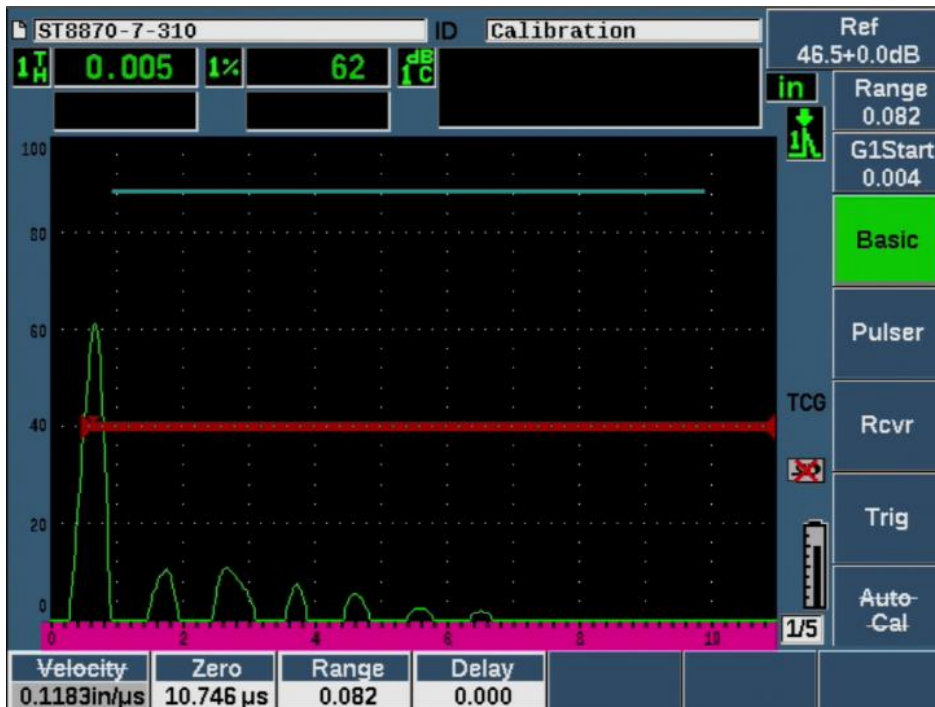 ST8870-7-310
ID
Calibration
Ref
46.5+0.0dB
1 T H
0.005
1%
62
1 dB C
in
Range
0.082
1
G1Start
0.004
100
80
60
40
20
0
0 2 4 6 8 10
TCG
Basic
Pulser
Rcvr
Trig
Auto
Cal
1/5
Velocity
0.1183in/µs
Zero
10.746 µs
Range
0.082
Delay
0.000